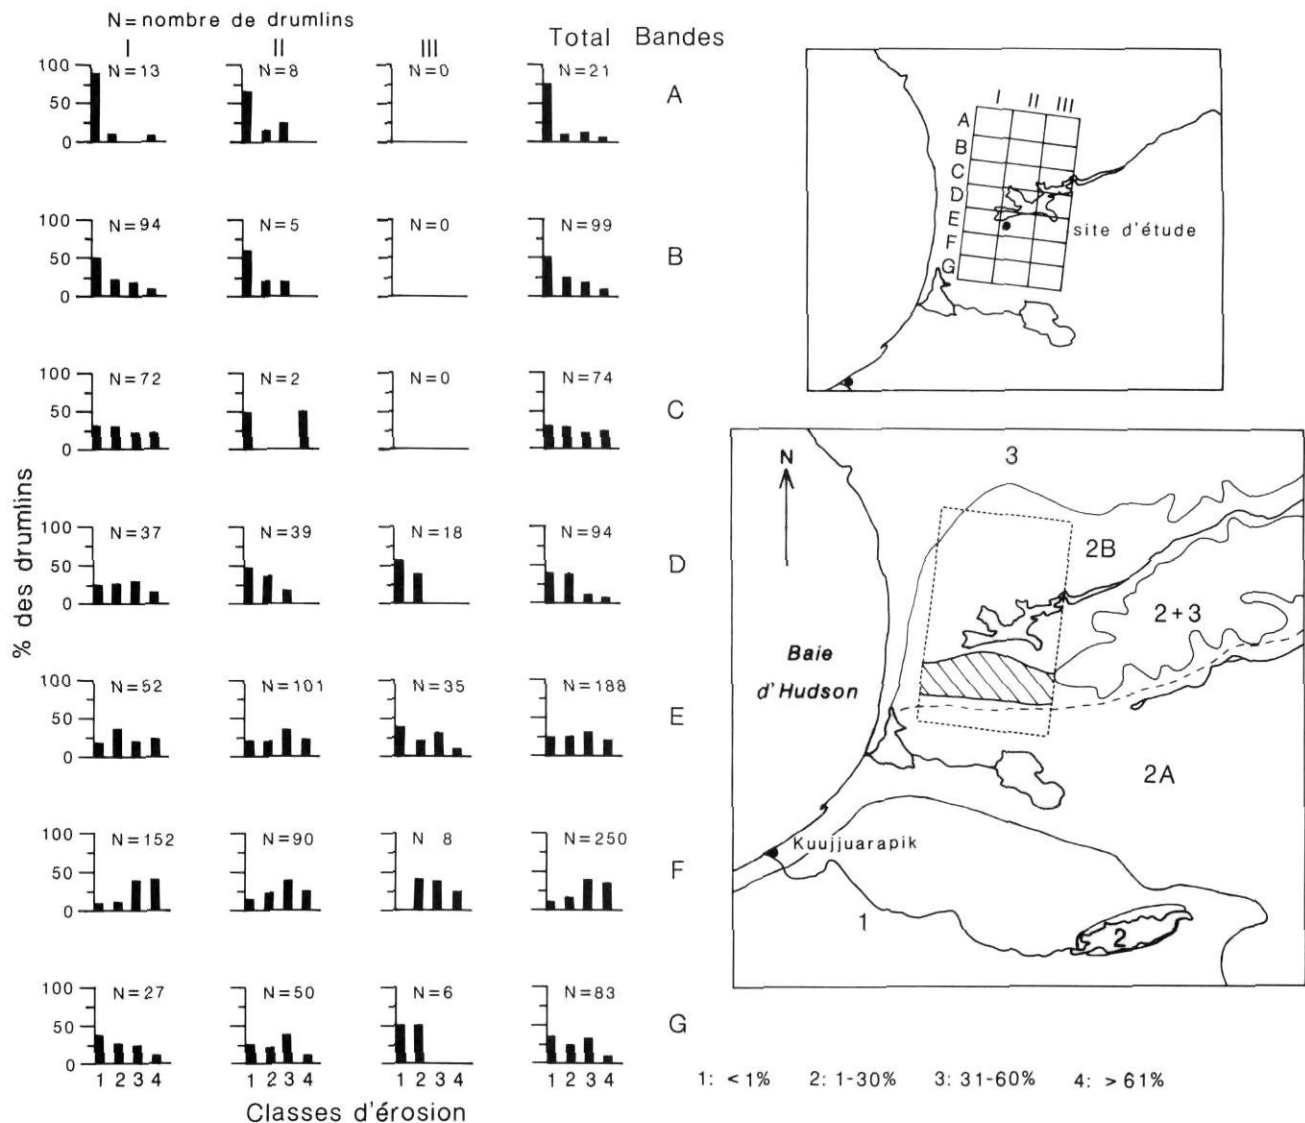 N=nombre de drumlins
I II III Total Bandes
100
50
0
N=13 N=8 N=0 N=21 A
100
50
0
N=94 N=5 N=0 N=99 B
100
50
0
N=72 N=2 N=0 N=74 C
100
50
0
N=37 N=39 N=18 N=94 D
100
50
0
N=52 N=101 N=35 N=188 E
100
50
0
N=152 N=90 N 8 N=250 F
100
50
0
N=27 N=50 N=6 N=83 G
1 2 3 4 1 2 3 4 1 2 3 4 1 2 3 4
% des drumlins
Classes d'érosion
I II III
A
B
C
D
E
F
G
site d'étude
N
3
2B
2+3
Baie
d'Hudson
2A
Kuujjuarapik
1
2
1: <1% 2: 1-30% 3: 31-60% 4: >61%